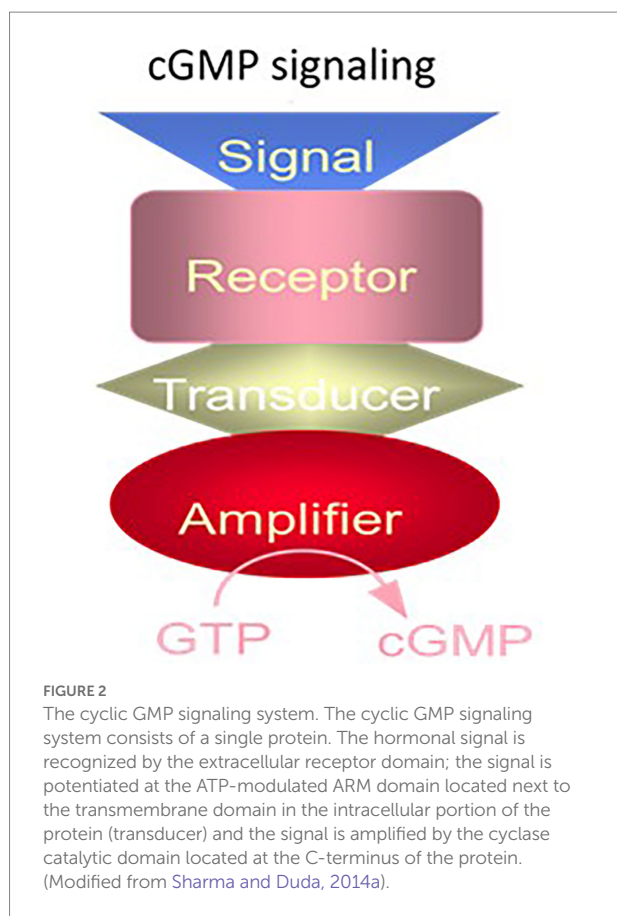 cGMP signaling
Signal
Receptor
Transducer
Amplifier
GTP cGMP
FIGURE 2
The cyclic GMP signaling system. The cyclic GMP signaling
system consists of a single protein. The hormonal signal is
recognized by the extracellular receptor domain; the signal is
potentiated at the ATP-modulated ARM domain located next to
the transmembrane domain in the intracellular portion of the
protein (transducer) and the signal is amplified by the cyclase
catalytic domain located at the C-terminus of the protein.
(Modified from Sharma and Duda, 2014a).